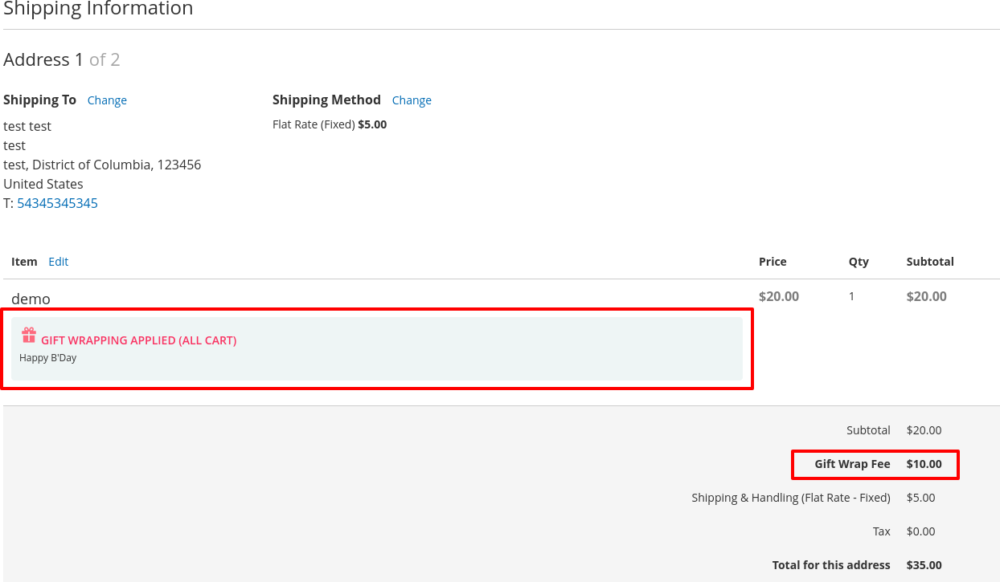 Shipping Information
Address 1 of 2
Shipping To Change
test test
test
test, District of Columbia, 123456
United States
T: 54345345345
Shipping Method Change
Flat Rate (Fixed) $5.00
Item Edit Price Qty Subtotal
demo $20.00 1 $20.00
GIFT WRAPPING APPLIED (ALL CART)
Happy B'Day
Subtotal $20.00
Gift Wrap Fee $10.00
Shipping & Handling (Flat Rate - Fixed) $5.00
Tax $0.00
Total for this address $35.00